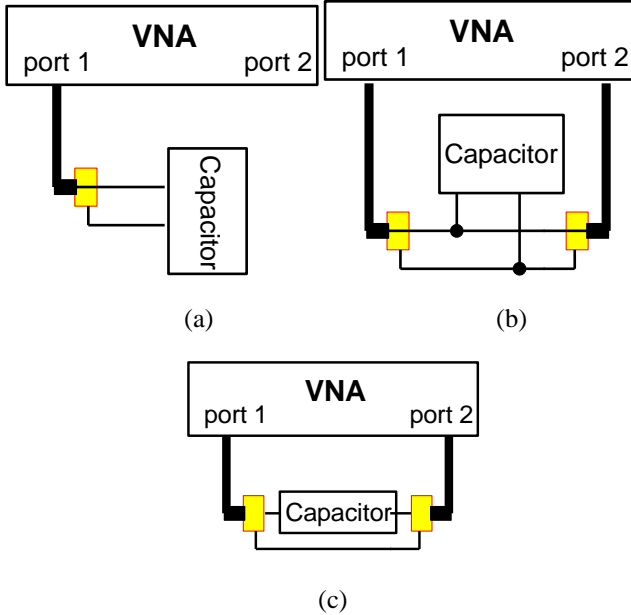 VNA
port 1 port 2
Capacitor
(a)
VNA
port 1 port 2
Capacitor
(b)
VNA
port 1 port 2
Capacitor
(c)